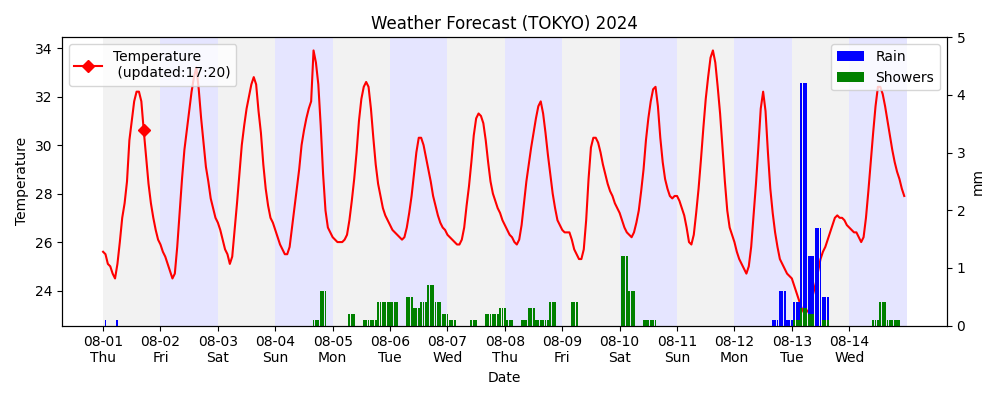 Weather Forecast (TOKYO) 2024
Temperature
(updated:17:20)
Rain
Showers
Temperature
34
32
30
28
26
24
5
4
3
2
1
0
mm
08-01 08-02 08-03 08-04 08-05 08-06 08-07 08-08 08-09 08-10 08-11 08-12 08-13 08-14
Thu Fri Sat Sun Mon Tue Wed Thu Fri Sat Sun Mon Tue Wed
Date